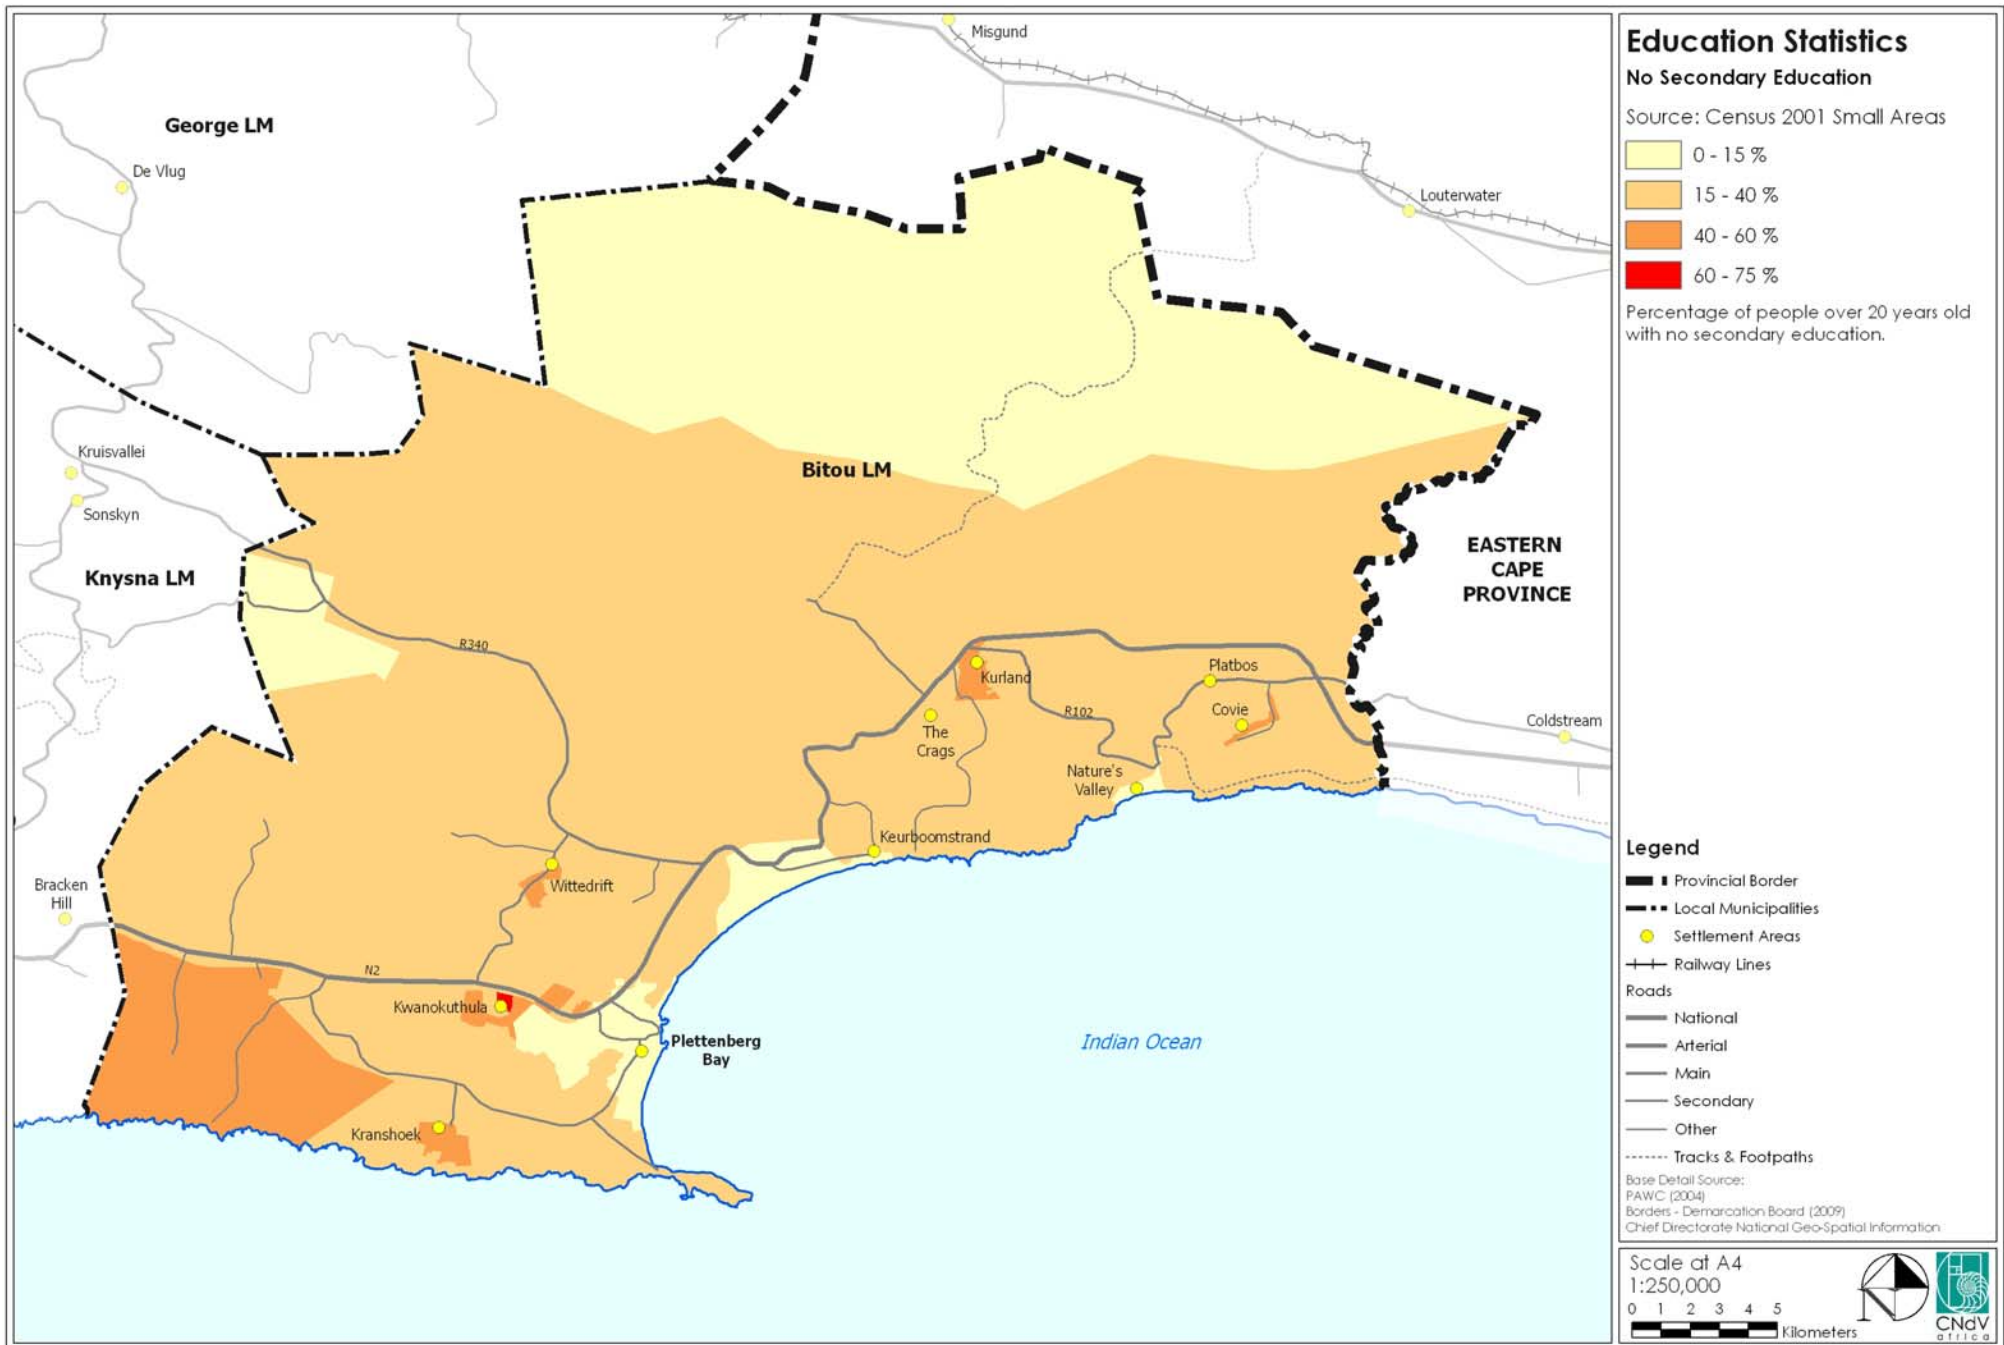 Misgund
George LM
De Vlug
Louterwater
Kruisvallei
Bitou LM
Sonskyn
EASTERN
CAPE
PROVINCE
Knysna LM
R340
Kurland
Platbos
Covie
R102
The
Crags
Coldstream
Nature's
Valley
Keurboomstrand
Bracken
Hill
Wittedrift
N2
Kwanokuthula
Plettenberg
Bay
Indian Ocean
Kranshoek
Education Statistics
No Secondary Education
Source: Census 2001 Small Areas
0 - 15 %
15 - 40 %
40 - 60 %
60 - 75 %
Percentage of people over 20 years old
with no secondary education.
Legend
Provincial Border
Local Municipalities
Settlement Areas
Railway Lines
Roads
National
Arterial
Main
Secondary
Other
Tracks & Footpaths
Base Detail Source:
PAWC (2004)
Borders - Demarcation Board (2009)
Chief Directorate National Geo-Spatial Information
Scale at A4
1:250,000
0 1 2 3 4 5
Kilometers
N
CNdV
africa